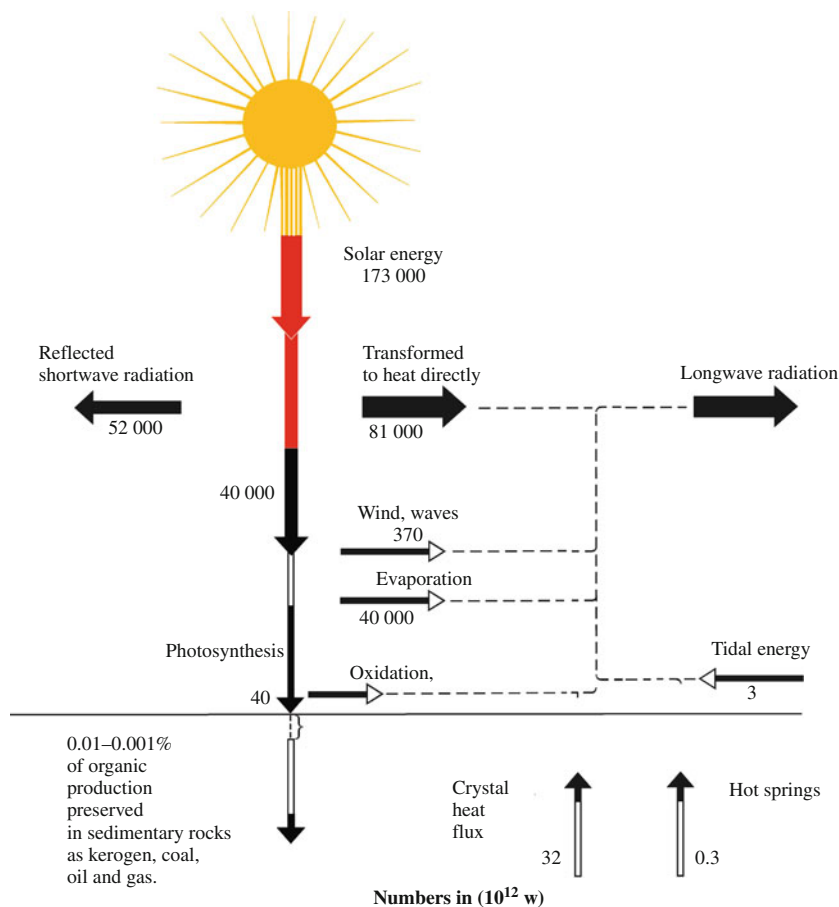 Solar energy
173 000
Reflected
shortwave radiation
52 000
Transformed
to heat directly
81 000
Longwave radiation
40 000
Wind, waves
370
Evaporation
40 000
Photosynthesis
40
Oxidation,
Tidal energy
3
0.01–0.001%
of organic
production
preserved
in sedimentary rocks
as kerogen, coal,
oil and gas.
Crystal
heat
flux
32
Hot springs
0.3
Numbers in (10¹² w)